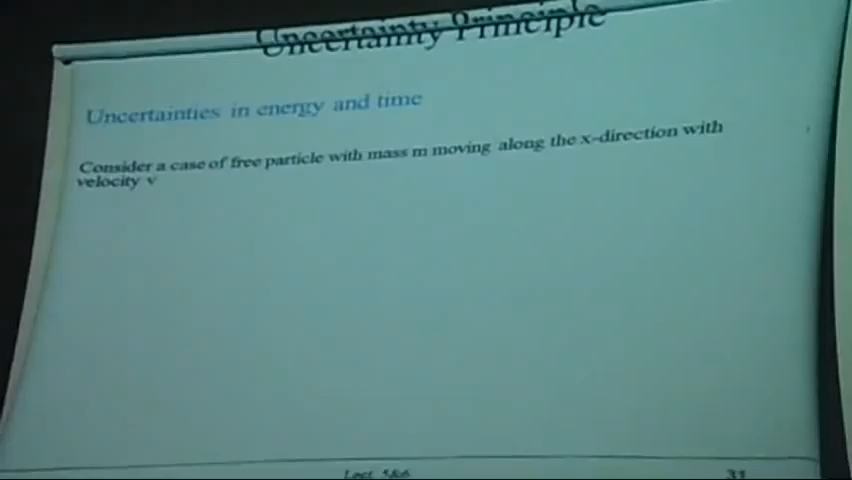 Uncertainty Principle
Uncertainties in energy and time
Consider a case of free particle with mass m moving along the x-direction with
velocity v
Lect. 5&6
31